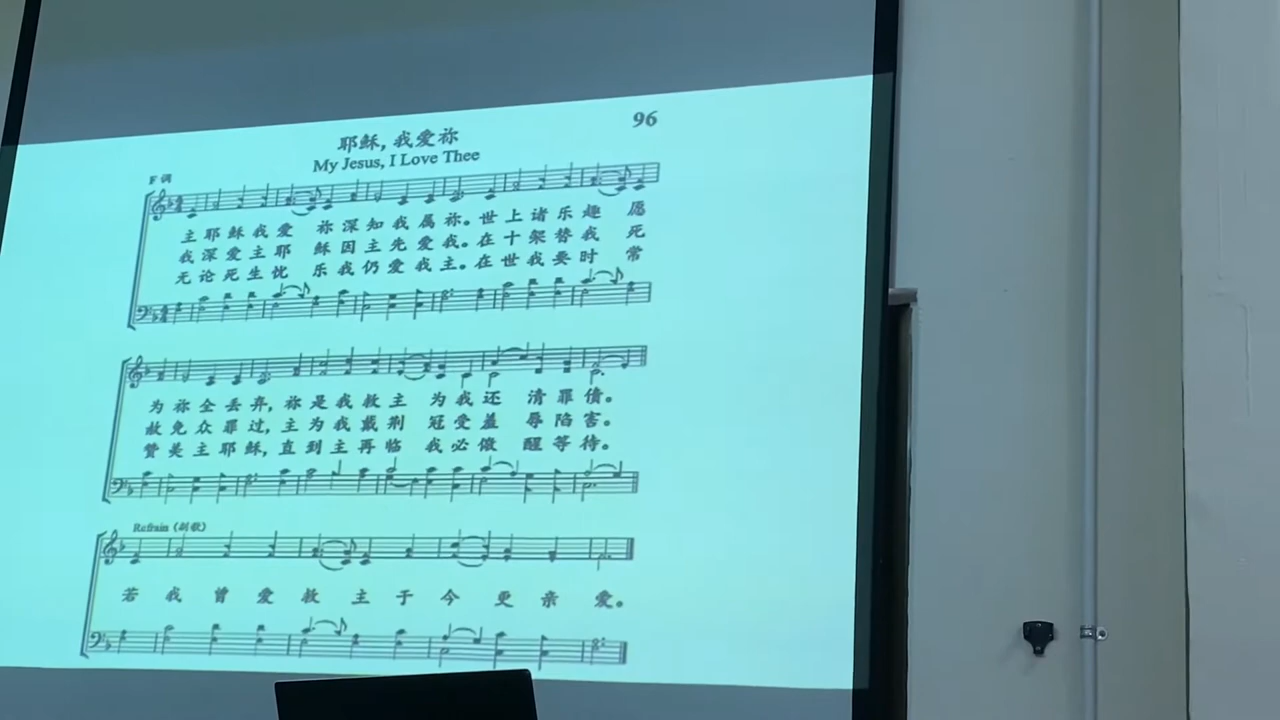 96
耶稣, 我爱祢
My Jesus, I Love Thee
F 调
主耶稣我爱 祢深知我属祢。世上诸乐趣 愿
我深爱主耶 稣因主先爱我。在十架替我 死
无论死生忧 乐我仍爱我主。在世我要时 常
为祢全丢弃, 祢是我救主 为我还 清罪债。
赦免众罪过, 主为我戴荆 冠受羞 辱陷害。
赞是主耶稣, 直到主再临 我必儆 醒等待。
Refrain (副歌)
若我曾爱救主于今更亲爱。